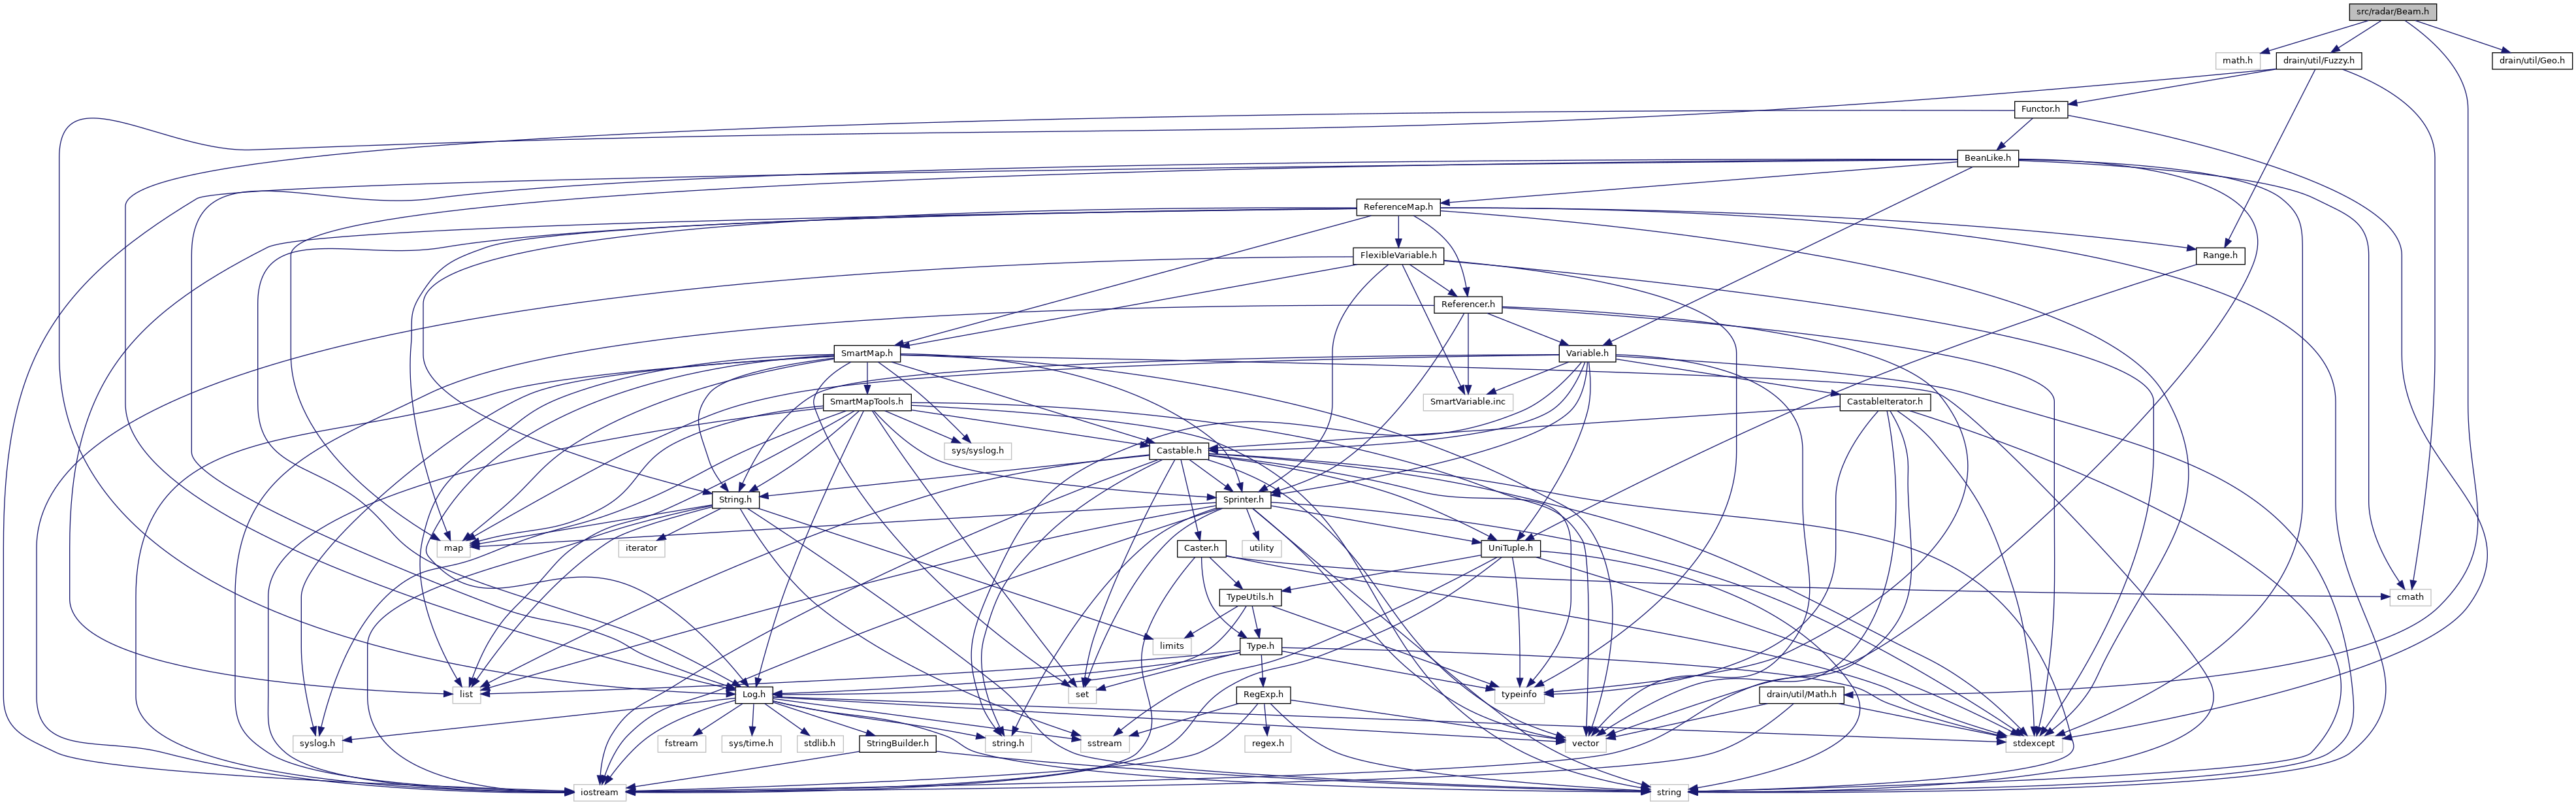 src/radar/Beam.h
math.h
drain/util/Fuzzy.h
drain/util/Geo.h
Functor.h
BeanLike.h
ReferenceMap.h
FlexibleVariable.h
Range.h
Referencer.h
SmartMap.h
Variable.h
SmartMapTools.h
SmartVariable.inc
CastableIterator.h
sys/syslog.h
Castable.h
String.h
Sprinter.h
map
iterator
Caster.h
utility
UniTuple.h
TypeUtils.h
cmath
limits
Type.h
list
Log.h
set
RegExp.h
typeinfo
drain/util/Math.h
syslog.h
fstream
sys/time.h
stdlib.h
StringBuilder.h
string.h
sstream
regex.h
vector
stdexcept
iostream
string